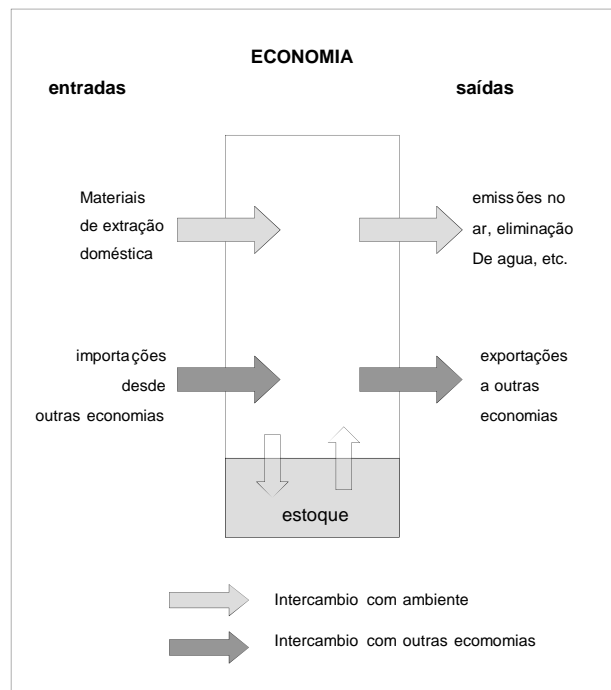 ECONOMIA
entradas
saídas
Materiais
de extração
doméstica
emissões no
ar, eliminação
De agua, etc.
importações
desde
outras economias
exportações
a outras
economias
estoque
Intercambio com ambiente
Intercambio com outras ecomomias